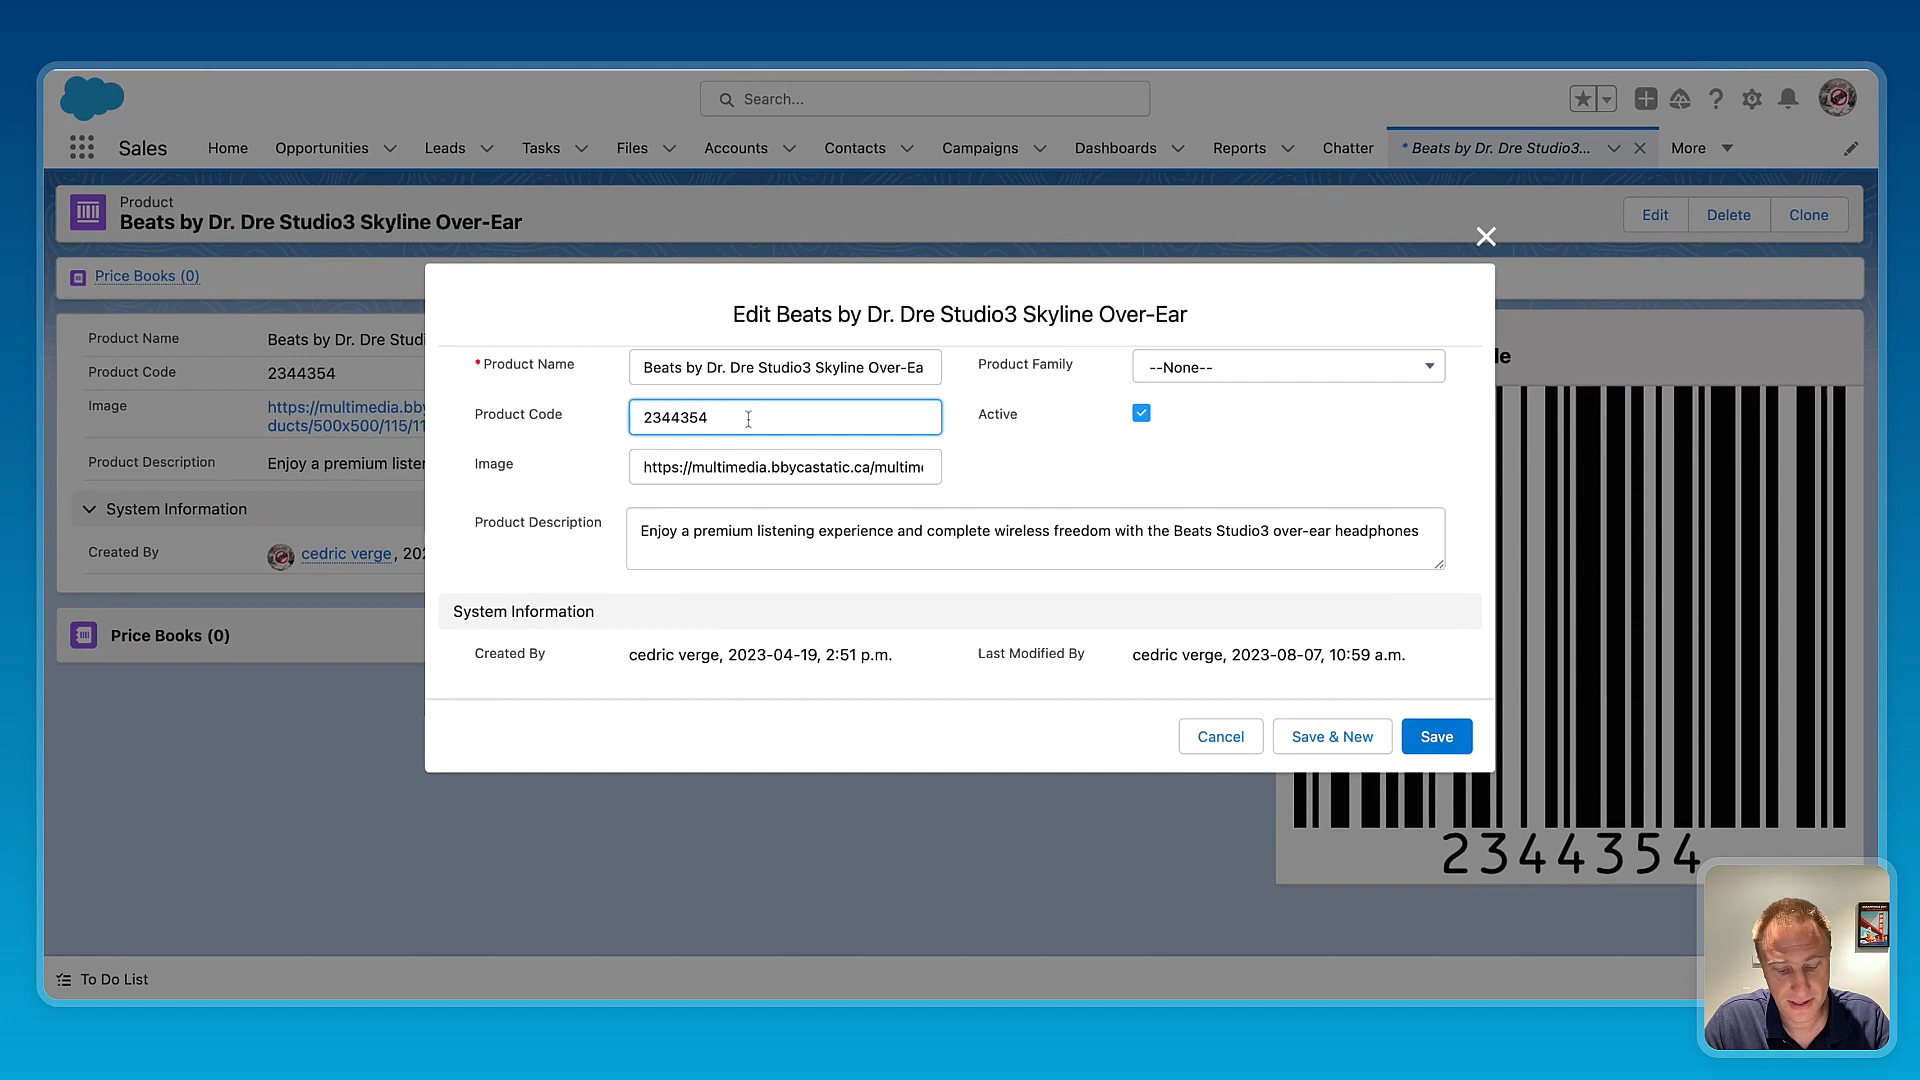 Search...
Sales
Home
Opportunities
Leads
Tasks
Files
Accounts
Contacts
Campaigns
Dashboards
Reports
Chatter
* Beats by Dr. Dre Studio3...
More
Product
Beats by Dr. Dre Studio3 Skyline Over-Ear
Edit
Delete
Clone
Price Books (0)
Product Name
Beats by Dr. Dre Studi
Product Code
2344354
Image
https://multimedia.bby
ducts/500x500/115/11
Product Description
Enjoy a premium lister
System Information
Created By
cedric verge, 202
Price Books (0)
Edit Beats by Dr. Dre Studio3 Skyline Over-Ear
* Product Name
Beats by Dr. Dre Studio3 Skyline Over-Ea
Product Family
--None--
Product Code
2344354
Active
Image
https://multimedia.bbycastatic.ca/multim
Product Description
Enjoy a premium listening experience and complete wireless freedom with the Beats Studio3 over-ear headphones
System Information
Created By
cedric verge, 2023-04-19, 2:51 p.m.
Last Modified By
cedric verge, 2023-08-07, 10:59 a.m.
Cancel
Save & New
Save
de
2344354
To Do List